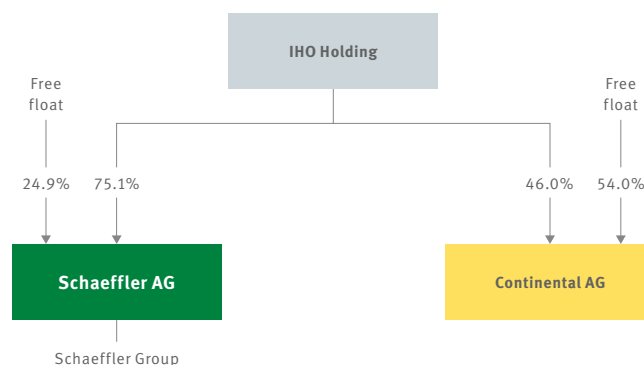 IHO Holding
Free
float
Free
float
24.9%
75.1%
46.0%
54.0%
Schaeffler AG
Continental AG
Schaeffler Group